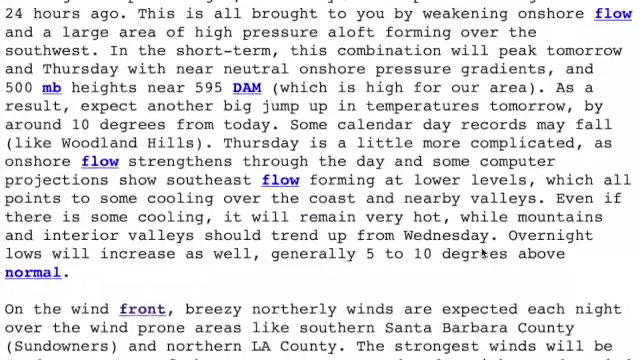 24 hours ago. This is all brought to you by weakening onshore flow
and a large area of high pressure aloft forming over the
southwest. In the short-term, this combination will peak tomorrow
and Thursday with near neutral onshore pressure gradients, and
500 mb heights near 595 DAM (which is high for our area). As a
result, expect another big jump up in temperatures tomorrow, by
around 10 degrees from today. Some calendar day records may fall
(like Woodland Hills). Thursday is a little more complicated, as
onshore flow strengthens through the day and some computer
projections show southeast flow forming at lower levels, which all
points to some cooling over the coast and nearby valleys. Even if
there is some cooling, it will remain very hot, while mountains
and interior valleys should trend up from Wednesday. Overnight
lows will increase as well, generally 5 to 10 degrees above
normal.
On the wind front, breezy northerly winds are expected each night
over the wind prone areas like southern Santa Barbara County
(Sundowners) and northern LA County. The strongest winds will be